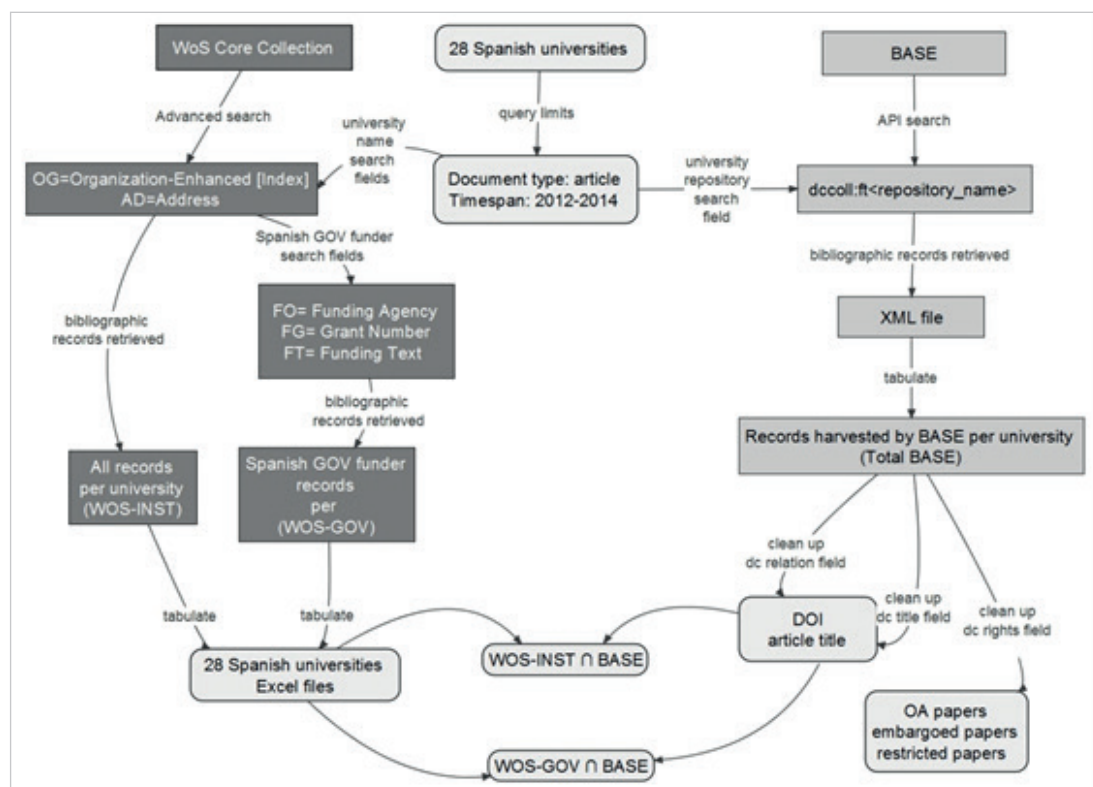 WoS Core Collection
28 Spanish universities
BASE
Advanced search
query limits
API search
university
name
search
fields
OG=Organization-Enhanced [Index]
AD=Address
Document type: article
Timespan: 2012-2014
university
repository
search
field
dccoll:ft<repository_name>
Spanish GOV funder
search fields
bibliographic records retrieved
bibliographic
records retrieved
FO= Funding Agency
FG= Grant Number
FT= Funding Text
XML file
tabulate
bibliographic
records retrieved
Records harvested by BASE per university
(Total BASE)
All records
per university
(WOS-INST)
Spanish GOV funder
records
per
(WOS-GOV)
clean up
dc relation field
clean up
dc title field
clean up
dc rights field
tabulate
tabulate
DOI
article title
28 Spanish universities
Excel files
WOS-INST ∩ BASE
OA papers
embargoed papers
restricted papers
WOS-GOV ∩ BASE